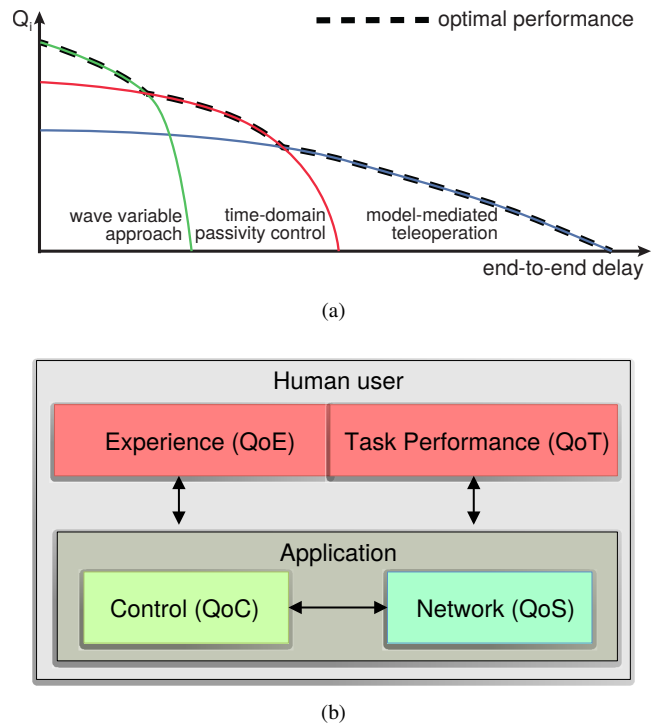 Q_i
optimal performance
wave variable
approach
time-domain
passivity control
model-mediated
teleoperation
end-to-end delay
(a)
Human user
Experience (QoE)
Task Performance (QoT)
Application
Control (QoC)
Network (QoS)
(b)